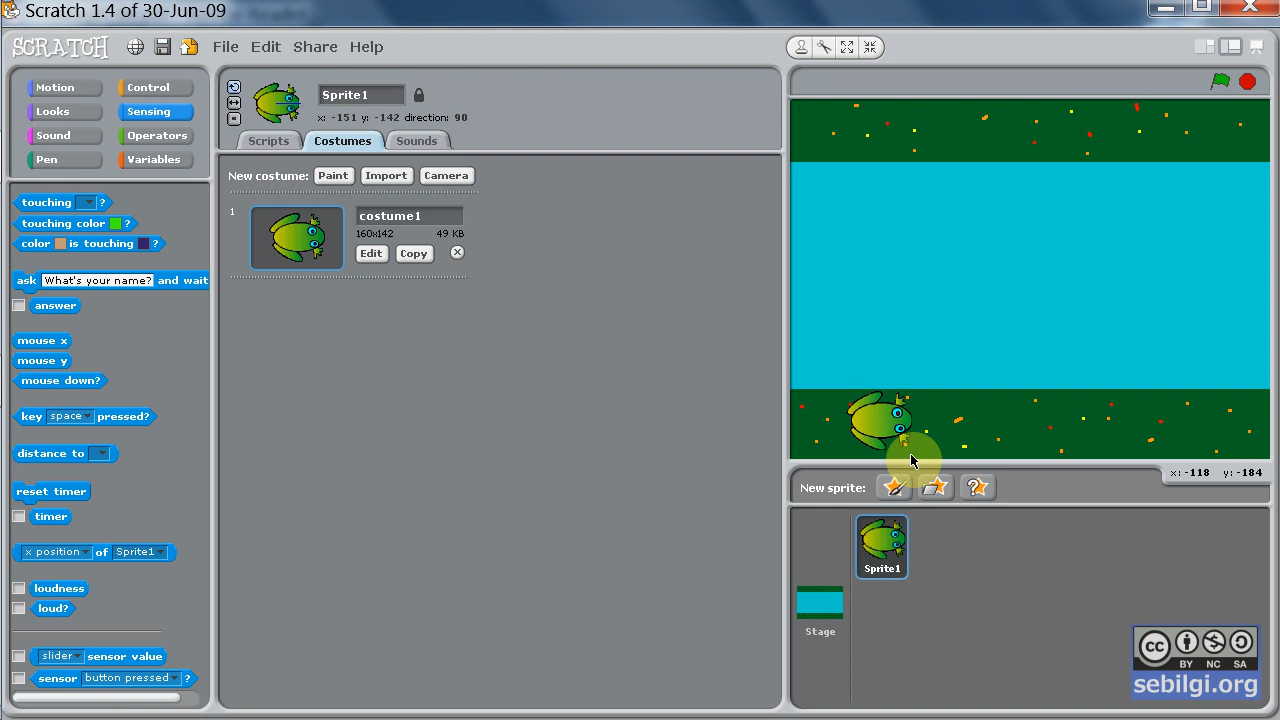 Scratch 1.4 of 30-Jun-09
SCRATCH File Edit Share Help
Motion Control
Looks Sensing
Sound Operators
Pen Variables
touching ?
touching color ?
color is touching ?
ask What's your name? and wait
answer
mouse x
mouse y
mouse down?
key space pressed?
distance to
reset timer
timer
x position of Sprite1
loudness
loud?
slider sensor value
sensor button pressed ?
Sprite1
x: -151 y: -142 direction: 90
Scripts Costumes Sounds
New costume: Paint Import Camera
1 costume1
160x142 49 KB
Edit Copy
x: -118 y: -184
New sprite: ?
Sprite1
Stage
cc
BY NC SA
sebilgi.org